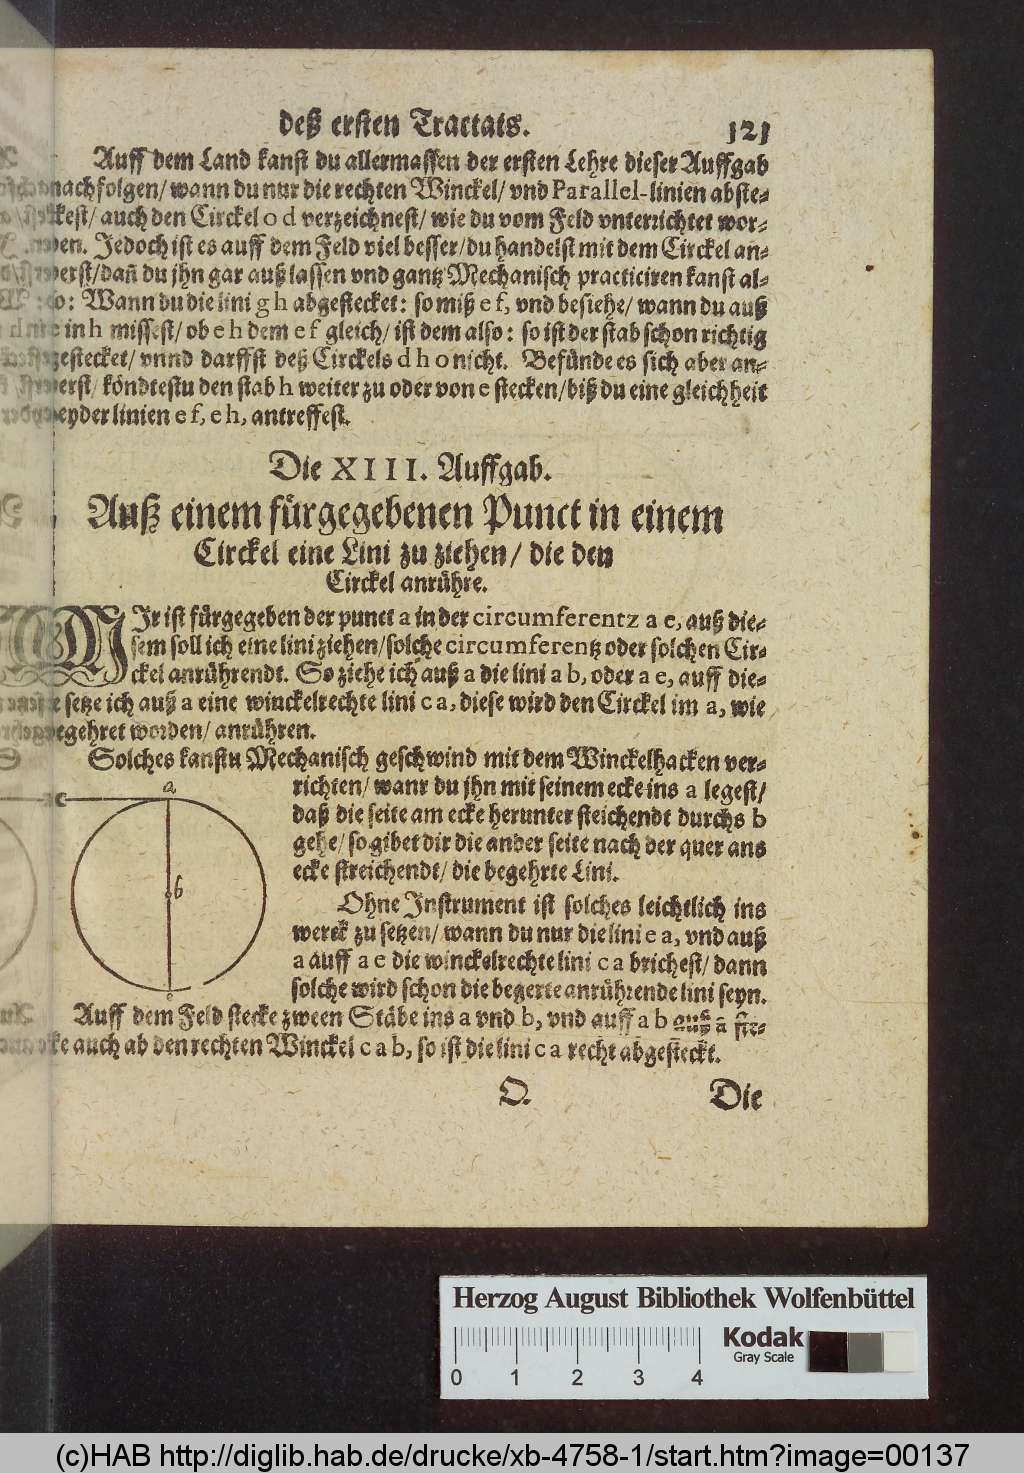 deß ersten Tractats. 121
Auff dem Land kanst du allermassen der ersten Lehre dieser Auffgab
nachfolgen/ wann du nur die rechten Winckel/ vnd Parallel-linien abste-
ckest/ auch den Circkel o d verzeichnest/ wie du vom Feld vnterrichtet wor-
den. Jedoch ist es auff dem Feld viel besser/ du handelst mit dem Circkel an-
derst/ dañ du jhn gar auß lassen vnd gantz Mechanisch practiciren kanst al-
so: Wann du die lini g h abgestecket: so miß e f, vnd besiehe/ wann du auß
e in h missest/ ob e h dem e f gleich/ ist dem also: so ist der stab schon richtig
gestecket/ vnnd darffst deß Circkels d h o nicht. Befünde es sich aber an-
derst/ köndtestu den stab h weiter zu oder von e stecken/ biß du eine gleichheit
beyder linien e f, e h, antreffest.
Die XIII. Auffgab.
Auß einem fürgegebenen Punct in einem
Circkel eine Lini zu ziehen/ die den
Circkel anrühre.
MIr ist fürgegeben der punct a in der circumferentz a e, auß die-
sem soll ich eine lini ziehen/ solche circumferentz oder solchen Cir-
ckel anrührendt. So ziehe ich auß a die lini a b, oder a e, auff die-
se setze ich auß a eine winckelrechte lini c a, diese wird den Circkel im a, wie
begehret worden/ anrühren.
Solches kanstu Mechanisch geschwind mit dem Winckelhacken ver-
richten/ wanr du jhn mit seinem ecke ins a legest/
daß die seite am ecke herunter steichendt durchs b
gehe/ so gibet dir die ander seite nach der quer ans
ecke streichendt/ die begehrte Lini.
c
a
b
e
Ohne Instrument ist solches leichtlich ins
werck zu setzen/ wann du nur die lini e a, vnd auß
a auff a e die winckelrechte lini c a brichest/ dann
solche wird schon die begerte anrührende lini seyn.
Auff dem Feld stecke zween Stäbe ins a vnd b, vnd auff a b auß a ste-
cke auch ab den rechten Winckel c a b, so ist die lini c a recht abgesteckt.
O. Die
Herzog August Bibliothek Wolfenbüttel
Kodak
Gray Scale
0 1 2 3 4
(c)HAB http://diglib.hab.de/drucke/xb-4758-1/start.htm?image=00137